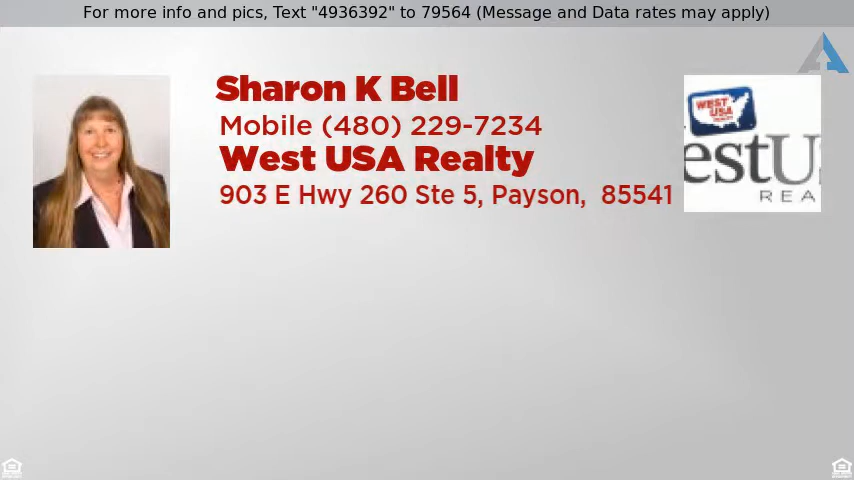 For more info and pics, Text "4936392" to 79564 (Message and Data rates may apply)
Sharon K Bell
Mobile (480) 229-7234
West USA Realty
903 E Hwy 260 Ste 5, Payson,  85541
WEST
USA
estU
REA